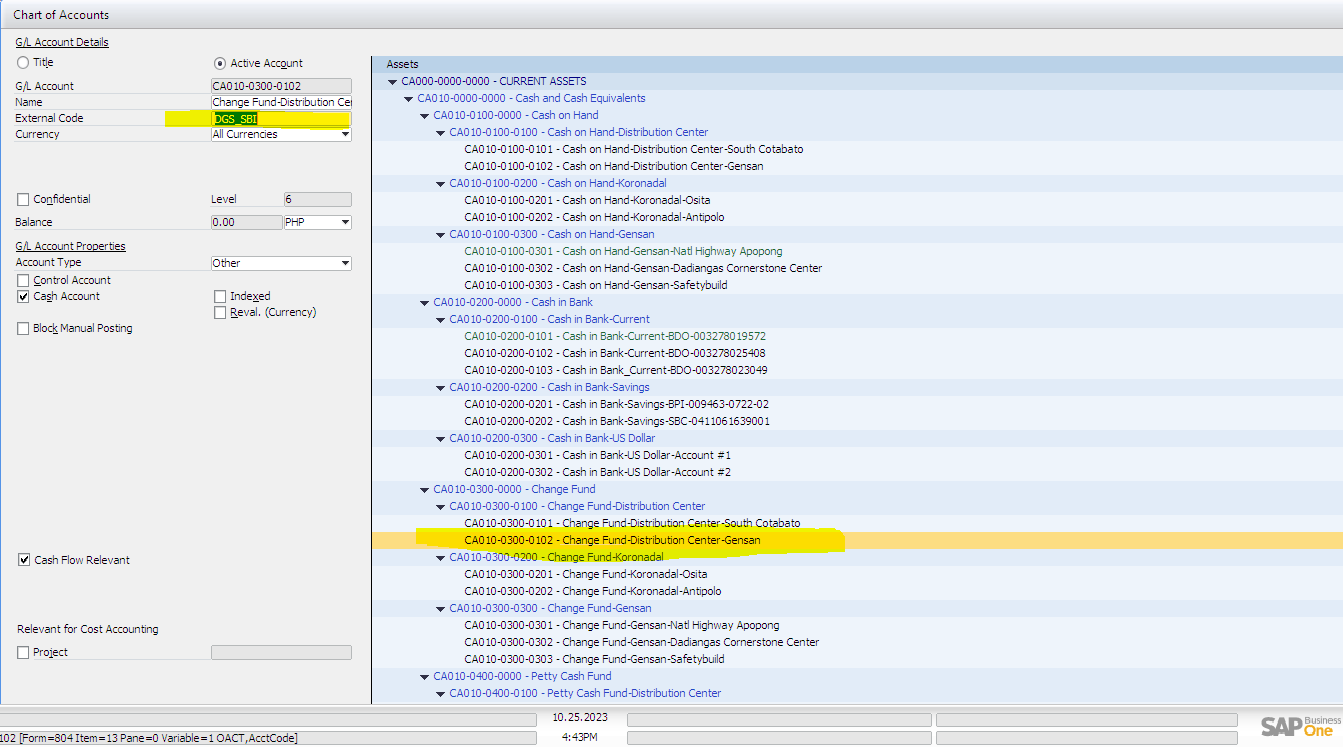 Chart of Accounts
G/L Account Details
Title
Active Account
G/L Account
CA010-0300-0102
Name
Change Fund-Distribution Ce
External Code
DGS_SBI
Currency
All Currencies
Confidential
Level
6
Balance
0.00
PHP
G/L Account Properties
Account Type
Other
Control Account
Cash Account
Indexed
Reval. (Currency)
Block Manual Posting
Cash Flow Relevant
Relevant for Cost Accounting
Project
Assets
CA000-0000-0000 - CURRENT ASSETS
CA010-0000-0000 - Cash and Cash Equivalents
CA010-0100-0000 - Cash on Hand
CA010-0100-0100 - Cash on Hand-Distribution Center
CA010-0100-0101 - Cash on Hand-Distribution Center-South Cotabato
CA010-0100-0102 - Cash on Hand-Distribution Center-Gensan
CA010-0100-0200 - Cash on Hand-Koronadal
CA010-0100-0201 - Cash on Hand-Koronadal-Osita
CA010-0100-0202 - Cash on Hand-Koronadal-Antipolo
CA010-0100-0300 - Cash on Hand-Gensan
CA010-0100-0301 - Cash on Hand-Gensan-Natl Highway Apopong
CA010-0100-0302 - Cash on Hand-Gensan-Dadiangas Cornerstone Center
CA010-0100-0303 - Cash on Hand-Gensan-Safetybuild
CA010-0200-0000 - Cash in Bank
CA010-0200-0100 - Cash in Bank-Current
CA010-0200-0101 - Cash in Bank-Current-BDO-003278019572
CA010-0200-0102 - Cash in Bank-Current-BDO-003278025408
CA010-0200-0103 - Cash in Bank_Current-BDO-003278023049
CA010-0200-0200 - Cash in Bank-Savings
CA010-0200-0201 - Cash in Bank-Savings-BPI-009463-0722-02
CA010-0200-0202 - Cash in Bank-Savings-SBC-0411061639001
CA010-0200-0300 - Cash in Bank-US Dollar
CA010-0200-0301 - Cash in Bank-US Dollar-Account #1
CA010-0200-0302 - Cash in Bank-US Dollar-Account #2
CA010-0300-0000 - Change Fund
CA010-0300-0100 - Change Fund-Distribution Center
CA010-0300-0101 - Change Fund-Distribution Center-South Cotabato
CA010-0300-0102 - Change Fund-Distribution Center-Gensan
CA010-0300-0200 - Change Fund-Koronadal
CA010-0300-0201 - Change Fund-Koronadal-Osita
CA010-0300-0202 - Change Fund-Koronadal-Antipolo
CA010-0300-0300 - Change Fund-Gensan
CA010-0300-0301 - Change Fund-Gensan-Natl Highway Apopong
CA010-0300-0302 - Change Fund-Gensan-Dadiangas Cornerstone Center
CA010-0300-0303 - Change Fund-Gensan-Safetybuild
CA010-0400-0000 - Petty Cash Fund
CA010-0400-0100 - Petty Cash Fund-Distribution Center
10.25.2023
102 [Form=804 Item=13 Pane=0 Variable=1 OACT,AcctCode]
4:43PM
SAP Business One